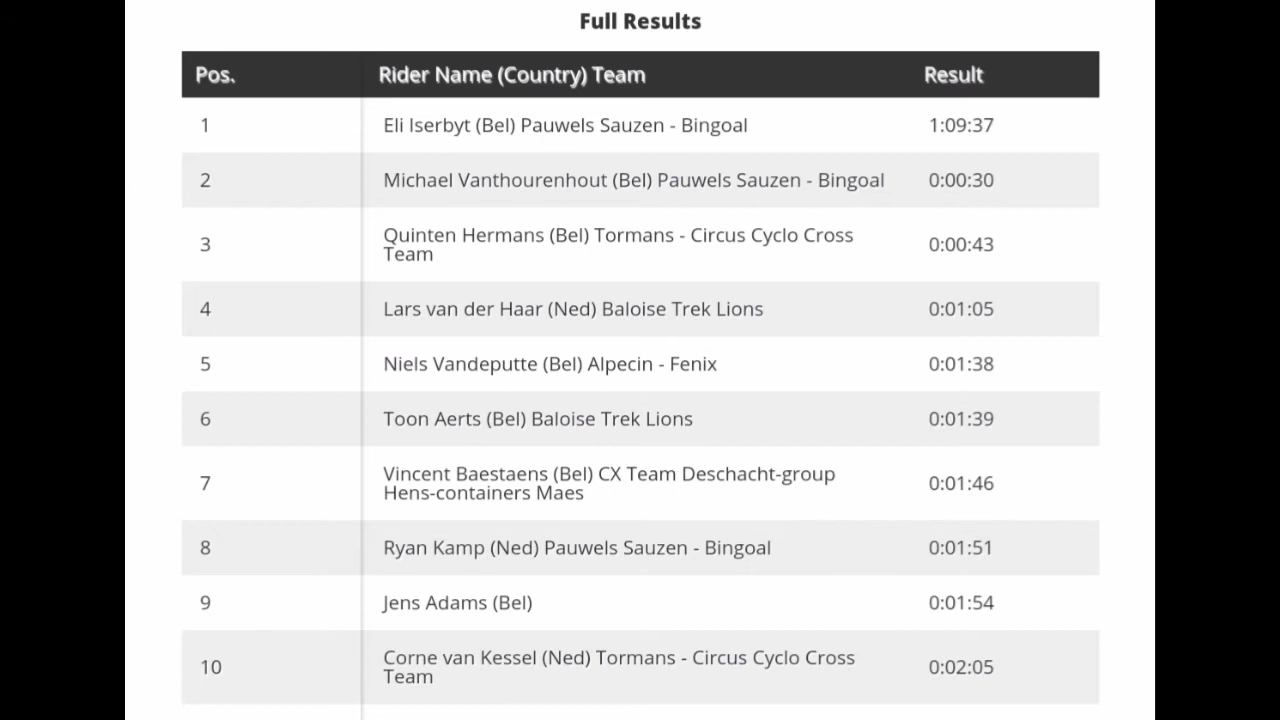 Full Results
Pos. Rider Name (Country) Team Result
1 Eli Iserbyt (Bel) Pauwels Sauzen - Bingoal 1:09:37
2 Michael Vanthourenhout (Bel) Pauwels Sauzen - Bingoal 0:00:30
3 Quinten Hermans (Bel) Tormans - Circus Cyclo Cross 0:00:43
Team
4 Lars van der Haar (Ned) Baloise Trek Lions 0:01:05
5 Niels Vandeputte (Bel) Alpecin - Fenix 0:01:38
6 Toon Aerts (Bel) Baloise Trek Lions 0:01:39
7 Vincent Baestaens (Bel) CX Team Deschacht-group 0:01:46
Hens-containers Maes
8 Ryan Kamp (Ned) Pauwels Sauzen - Bingoal 0:01:51
9 Jens Adams (Bel) 0:01:54
10 Corne van Kessel (Ned) Tormans - Circus Cyclo Cross 0:02:05
Team